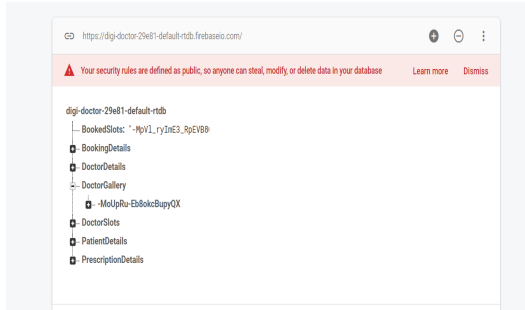 https://digi-doctor-29e81-default-rtdb.firebaseio.com/
Your security rules are defined as public, so anyone can steal, modify, or delete data in your database Learn more Dismiss
digi-doctor-29e81-default-rtdb
BookedSlots: "-MpVl_ryImE3_RpEVB8
BookingDetails
DoctorDetails
DoctorGallery
-MoUpRu-Eb8okcBupyQX
DoctorSlots
PatientDetails
PrescriptionDetails